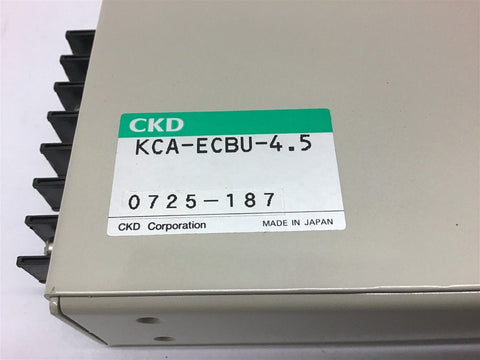 CKD
KCA-ECBU-4.5
0725-187
CKD Corporation MADE IN JAPAN